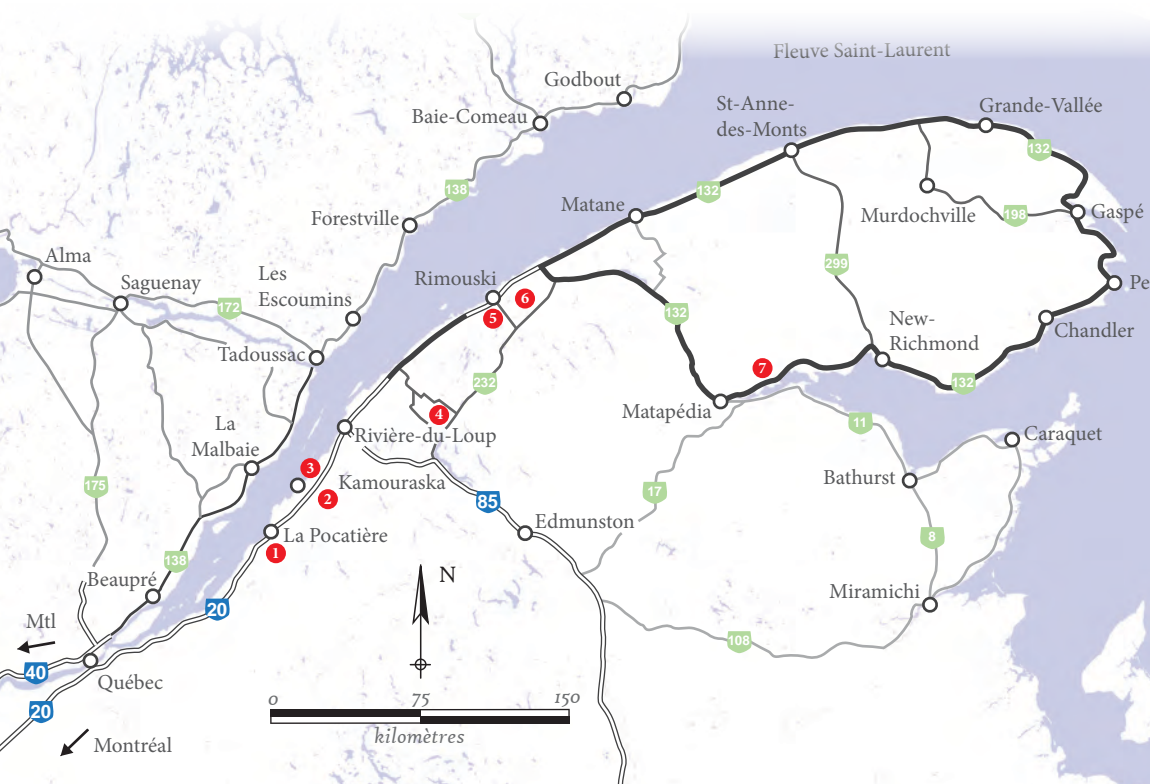 Fleuve Saint-Laurent
Godbout
Baie-Comeau
St-Anne-
des-Monts
Grande-Vallée
132
138
132
Matane
Murdochville
198
Gaspé
Forestville
Alma
Saguenay
Les
Escoumins
Rimouski
299
Pe
172
6
5
132
New-
Richmond
Chandler
Tadoussac
7
232
132
Matapédia
4
11
La
Malbaie
Rivière-du-Loup
Caraquet
3
Kamouraska
2
Bathurst
175
85
17
Edmunston
La Pocatière
8
1
138
Beaupré
N
Miramichi
20
Mtl
108
40
Québec
0 75 150
kilomètres
20
Montréal